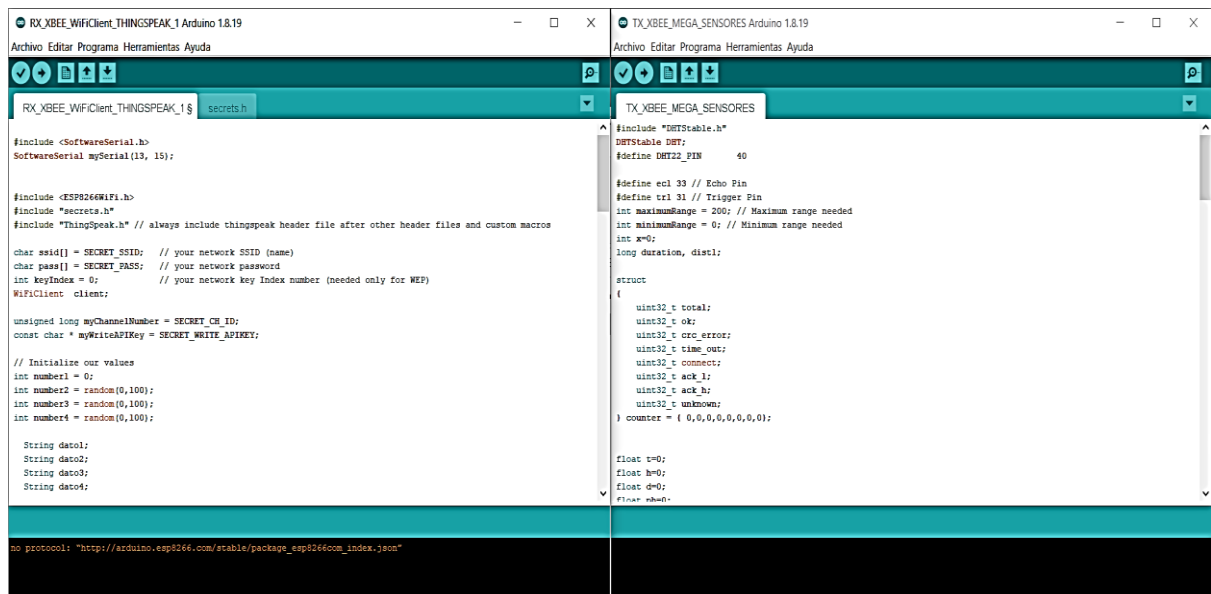 RX_XBEE_WiFiClient_THINGSPEAK_1 Arduino 1.8.19
Archivo Editar Programa Herramientas Ayuda
RX_XBEE_WiFiClient_THINGSPEAK_1 §
secrets.h
#include <SoftwareSerial.h>
SoftwareSerial mySerial(13, 15);
#include <ESP8266WiFi.h>
#include "secrets.h"
#include "ThingSpeak.h" // always include thingspeak header file after other header files and custom macros
char ssid[] = SECRET_SSID;   // your network SSID (name)
char pass[] = SECRET_PASS;   // your network password
int keyIndex = 0;            // your network key Index number (needed only for WEP)
WiFiClient  client;
unsigned long myChannelNumber = SECRET_CH_ID;
const char * myWriteAPIKey = SECRET_WRITE_APIKEY;
// Initialize our values
int number1 = 0;
int number2 = random(0,100);
int number3 = random(0,100);
int number4 = random(0,100);
String dato1;
String dato2;
String dato3;
String dato4;
no protocol: "http://arduino.esp8266.com/stable/package_esp8266com_index.json"
TX_XBEE_MEGA_SENSORES Arduino 1.8.19
Archivo Editar Programa Herramientas Ayuda
TX_XBEE_MEGA_SENSORES
#include "DHTStable.h"
DHTStable DHT;
#define DHT22_PIN       40
#define ec1 33 // Echo Pin
#define tr1 31 // Trigger Pin
int maximumRange = 200; // Maximum range needed
int minimumRange = 0; // Minimum range needed
int x=0;
long duration, dist1;
struct
{
    uint32_t total;
    uint32_t ok;
    uint32_t crc_error;
    uint32_t time_out;
    uint32_t connect;
    uint32_t ack_l;
    uint32_t ack_h;
    uint32_t unknown;
} counter = { 0,0,0,0,0,0,0,0};
float t=0;
float h=0;
float d=0;
float ph=0;